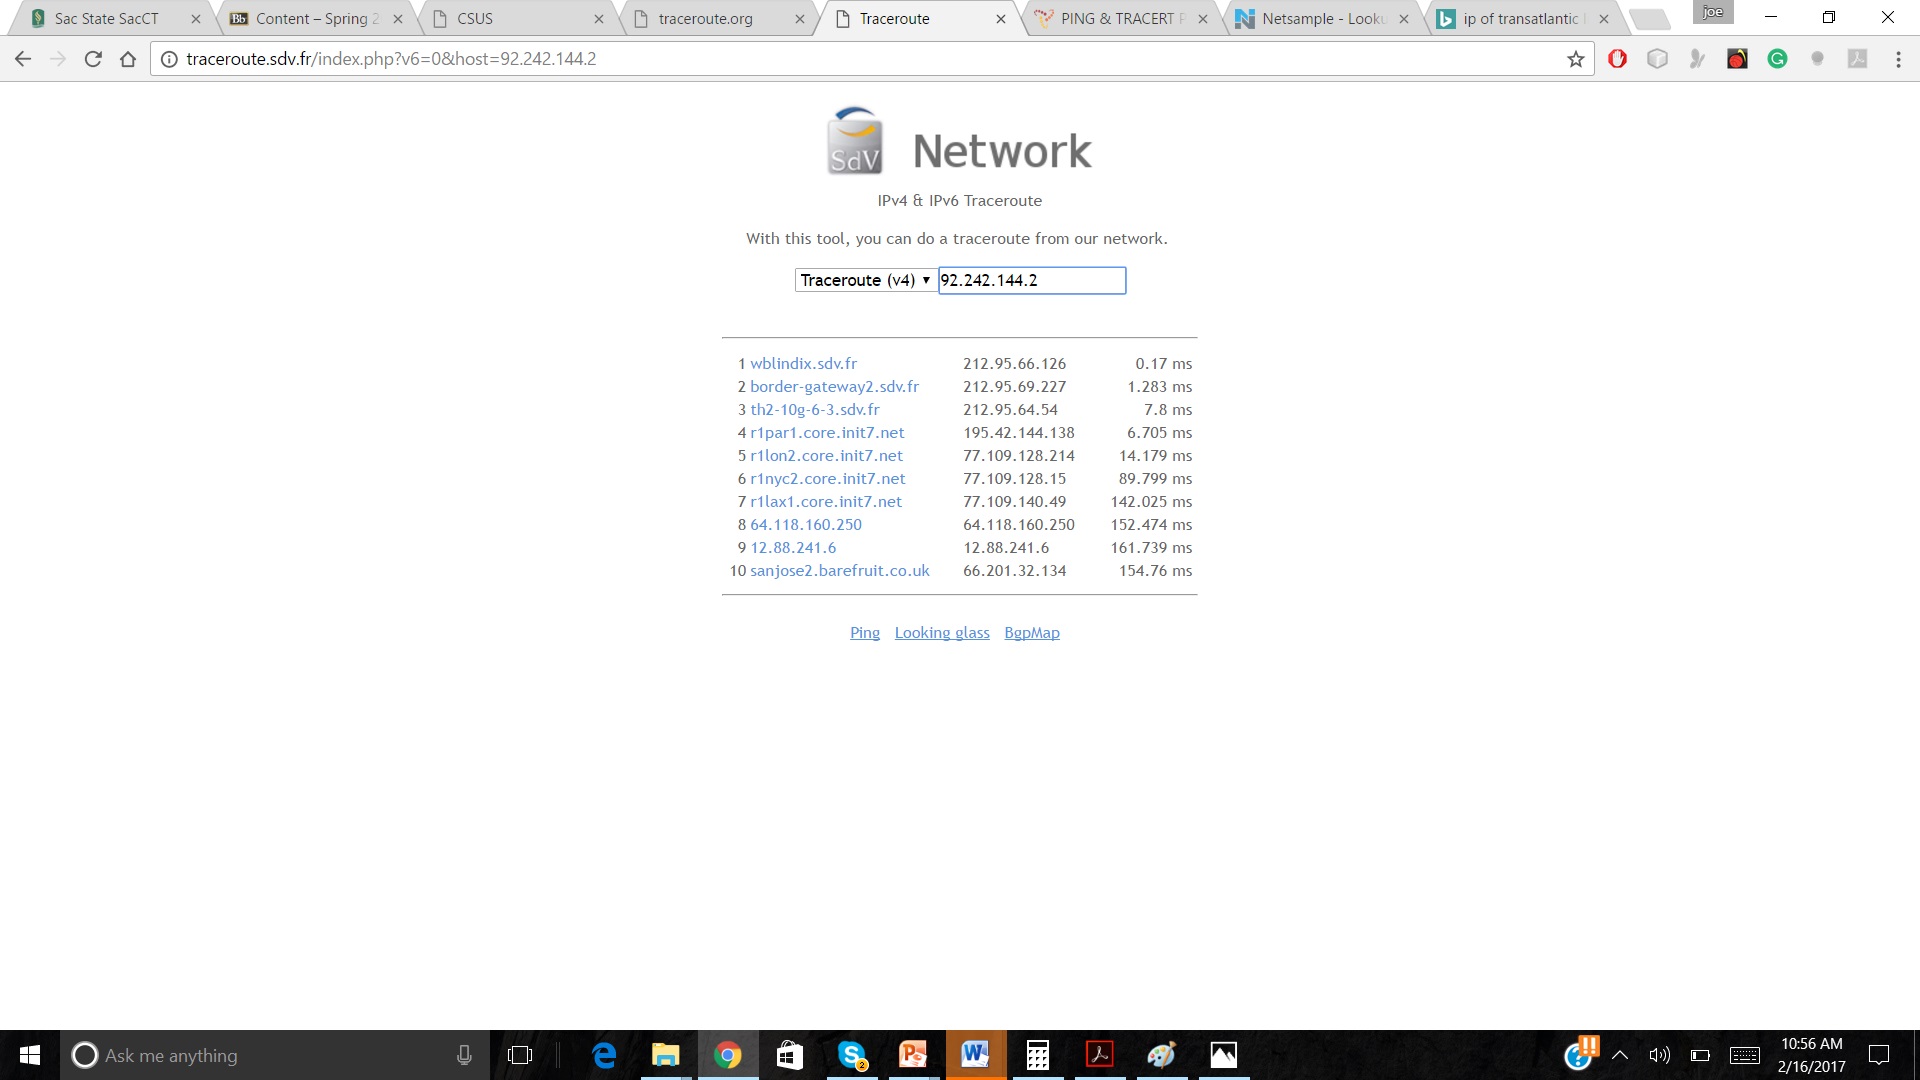 joe
Sac State SacCT
Content – Spring 2
CSUS
traceroute.org
Traceroute
PING & TRACERT P
Netsample - Looku
ip of transatlantic
traceroute.sdv.fr/index.php?v6=0&host=92.242.144.2
SdV
Network
IPv4 & IPv6 Traceroute
With this tool, you can do a traceroute from our network.
Traceroute (v4) 92.242.144.2
1 wblindix.sdv.fr 212.95.66.126 0.17 ms
2 border-gateway2.sdv.fr 212.95.69.227 1.283 ms
3 th2-10g-6-3.sdv.fr 212.95.64.54 7.8 ms
4 r1par1.core.init7.net 195.42.144.138 6.705 ms
5 r1lon2.core.init7.net 77.109.128.214 14.179 ms
6 r1nyc2.core.init7.net 77.109.128.15 89.799 ms
7 r1lax1.core.init7.net 77.109.140.49 142.025 ms
8 64.118.160.250 64.118.160.250 152.474 ms
9 12.88.241.6 12.88.241.6 161.739 ms
10 sanjose2.barefruit.co.uk 66.201.32.134 154.76 ms
Ping Looking glass BgpMap
Ask me anything
2
10:56 AM
2/16/2017